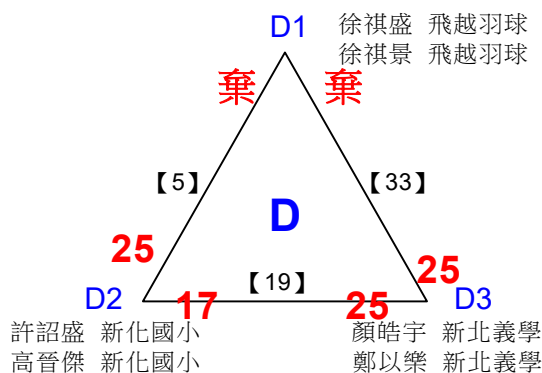 D1
徐祺盛 飛越羽球
徐祺景 飛越羽球
棄 棄
【5】 【33】
D
25 25
【19】
17 25
D2 D3
許詔盛 新化國小 顏皓宇 新北義學
高晉傑 新化國小 鄭以樂 新北義學